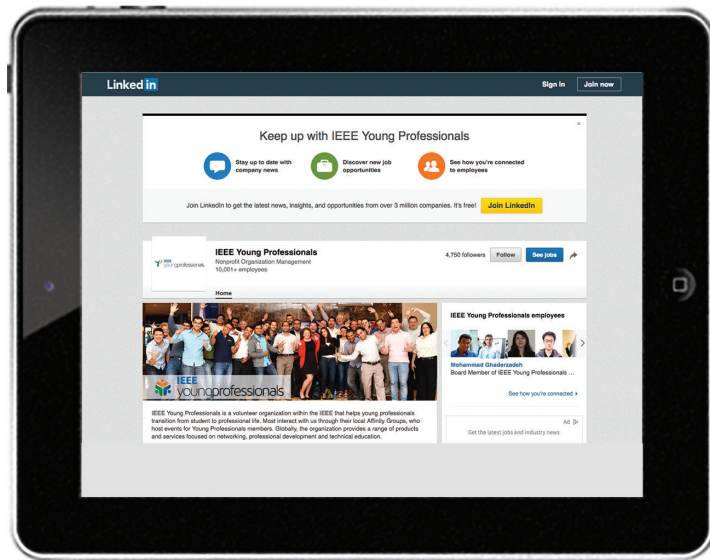 Linked in
Sign in
Join now
×
Keep up with IEEE Young Professionals
Stay up to date with
company news
Discover new job
opportunities
See how you're connected
to employees
Join LinkedIn to get the latest news, insights, and opportunities from over 3 million companies. It's free!
Join LinkedIn
IEEE
youngprofessionals
IEEE Young Professionals
Nonprofit Organization Management
10,001+ employees
4,750 followers
Follow
See jobs
Home
IEEE
youngprofessionals
IEEE Young Professionals is a volunteer organization within the IEEE that helps young professionals
transition from student to professional life. Most interact with us through their local Affinity Groups, who
host events for Young Professionals members. Globally, the organization provides a range of products
and services focused on networking, professional development and technical education.
IEEE Young Professionals employees
Mohammad Ghaderzadeh
Board Member of IEEE Young Professionals ...
See how you're connected ›
Ad
Get the latest jobs and industry news